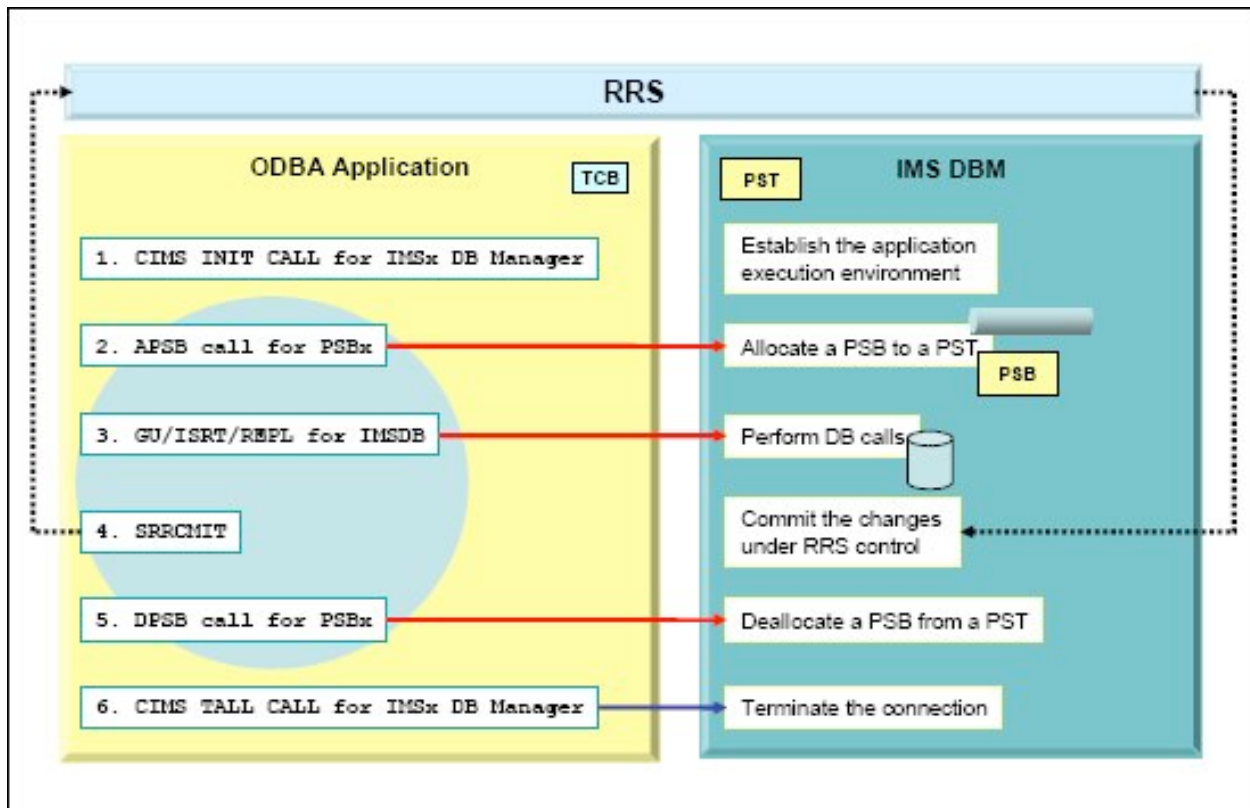 RRS
ODBA Application
TCB
1. CIMS INIT CALL for IMSx DB Manager
2. APSB call for PSBx
3. GU/ISRT/REPL for IMSDB
4. SRRCMIT
5. DPSB call for PSBx
6. CIMS TALL CALL for IMSx DB Manager
PST
IMS DBM
Establish the application
execution environment
Allocate a PSB to a PST
PSB
Perform DB calls
Commit the changes
under RRS control
Deallocate a PSB from a PST
Terminate the connection